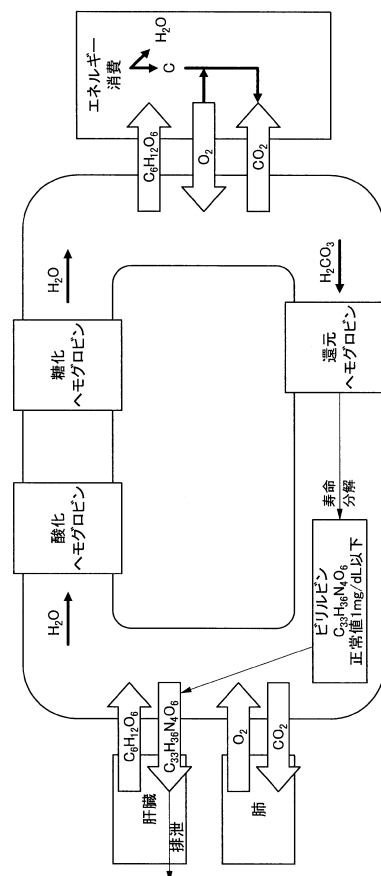 エネルギー
消費
H₂O
C
C₆H₁₂O₆
O₂
CO₂
H₂O
糖化
ヘモグロビン
酸化
ヘモグロビン
H₂O
H₂CO₃
還元
ヘモグロビン
寿命
分解
ビリルビン
C₃₃H₃₆N₄O₆
正常値1mg/dL以下
C₆H₁₂O₆
C₃₃H₃₆N₄O₆
肝臓
排泄
O₂
CO₂
肺